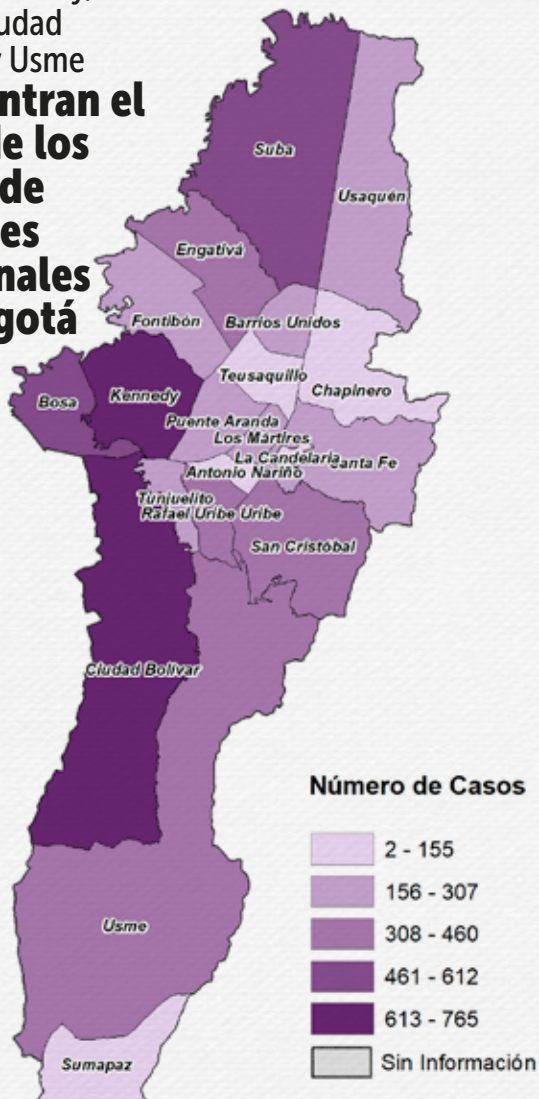 iudad
Usme
ntran el
de los
de
es
nales
gotá
Suba
Usaquén
Engativá
Fontibón
Barrios Unidos
Teusaquillo
Chapinero
Bosa
Kennedy
Puente Aranda
Los Mártires
La Candelaria
Santa Fe
Antonio Nariño
Tunjuelito
Rafael Uribe Uribe
San Cristóbal
Ciudad Bolívar
Usme
Sumapaz
Número de Casos
2 - 155
156 - 307
308 - 460
461 - 612
613 - 765
Sin Información